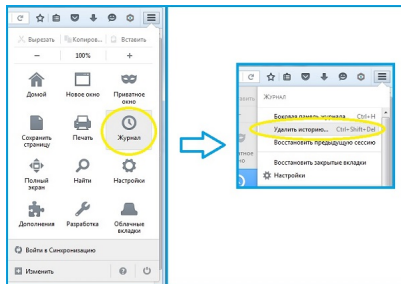 Вырезать Копиров... Вставить
− 100% +
Домой Новое окно Приватное окно
Сохранить страницу Печать Журнал
Полный экран Найти Настройки
Дополнения Разработка Облачные вкладки
Войти в Синхронизацию
Изменить
Журнал
Боковая панель журнала Ctrl+H
Удалить историю... Ctrl+Shift+Del
Восстановить предыдущую сессию
Восстановить закрытые вкладки
Настройки